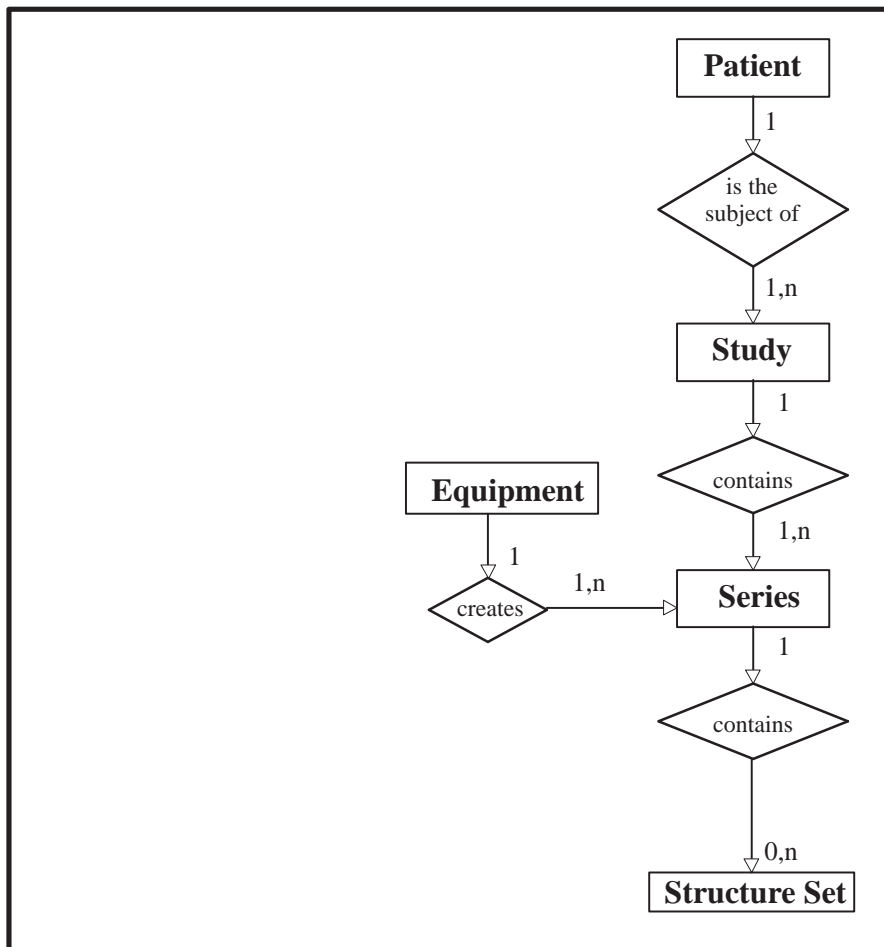 Patient
1
is the
subject of
1,n
Study
1
contains
Equipment
1,n
1
1,n
Series
creates
1
contains
0,n
Structure Set